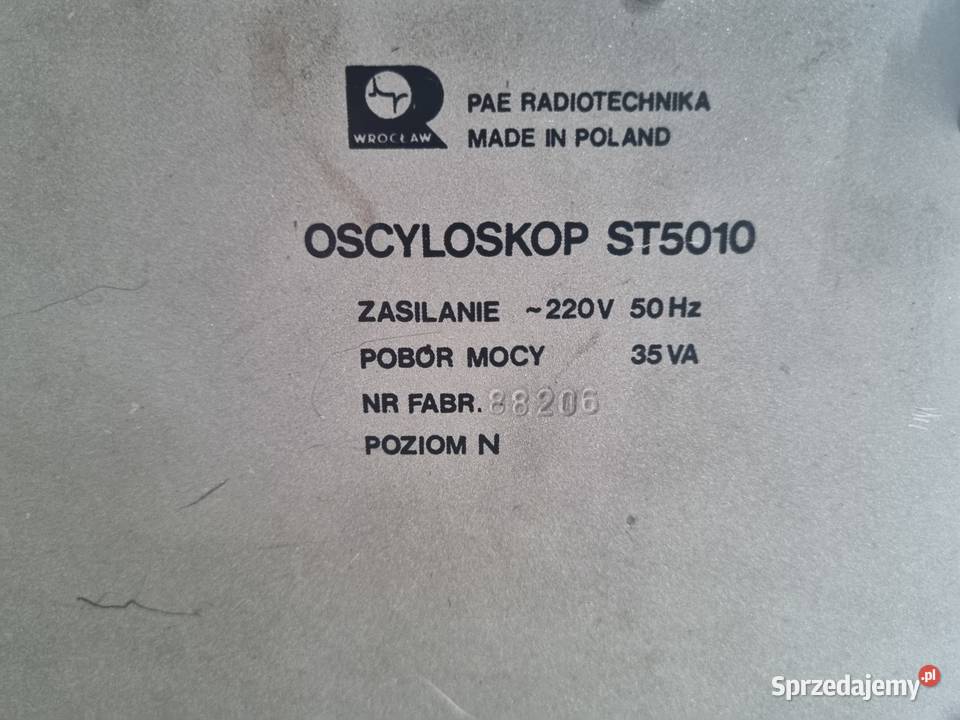 WROCŁAW
PAE RADIOTECHNIKA
MADE IN POLAND
OSCYLOSKOP ST5010
ZASILANIE ~220V 50Hz
POBÓR MOCY 35VA
NR FABR. 88206
POZIOM N
Sprzedajemy.pl